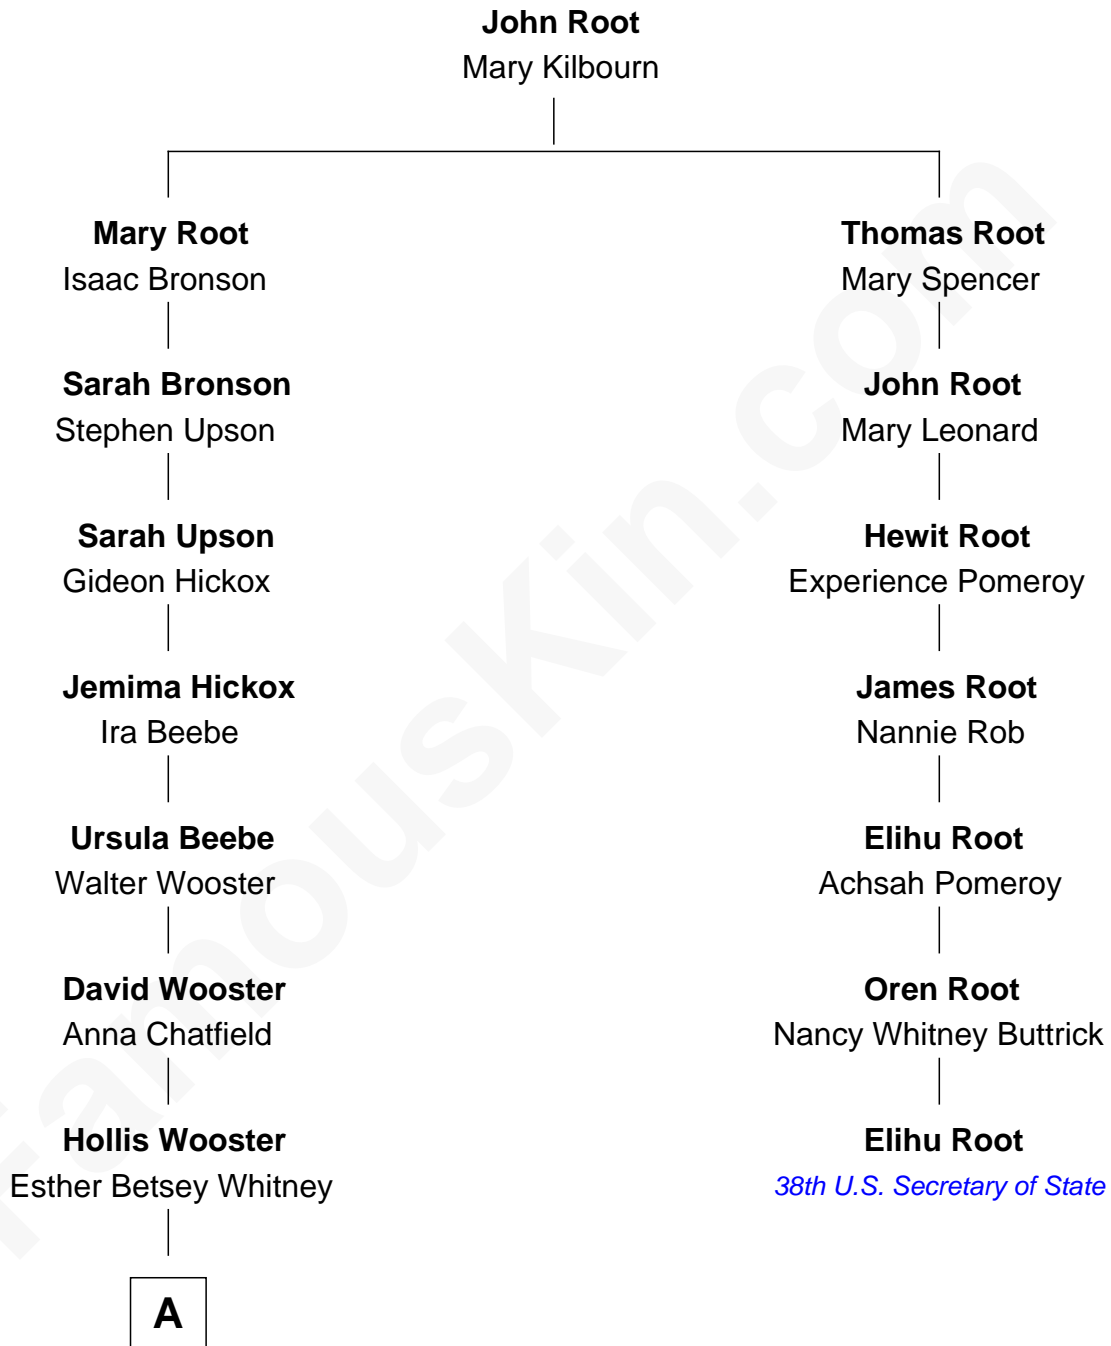 John Root
Mary Kilbourn
Mary Root
Isaac Bronson
Thomas Root
Mary Spencer
Sarah Bronson
Stephen Upson
John Root
Mary Leonard
Sarah Upson
Gideon Hickox
Hewit Root
Experience Pomeroy
Jemima Hickox
Ira Beebe
James Root
Nannie Rob
Ursula Beebe
Walter Wooster
Elihu Root
Achsah Pomeroy
David Wooster
Anna Chatfield
Oren Root
Nancy Whitney Buttrick
Hollis Wooster
Esther Betsey Whitney
Elihu Root
38th U.S. Secretary of State
A
FamousKin.com